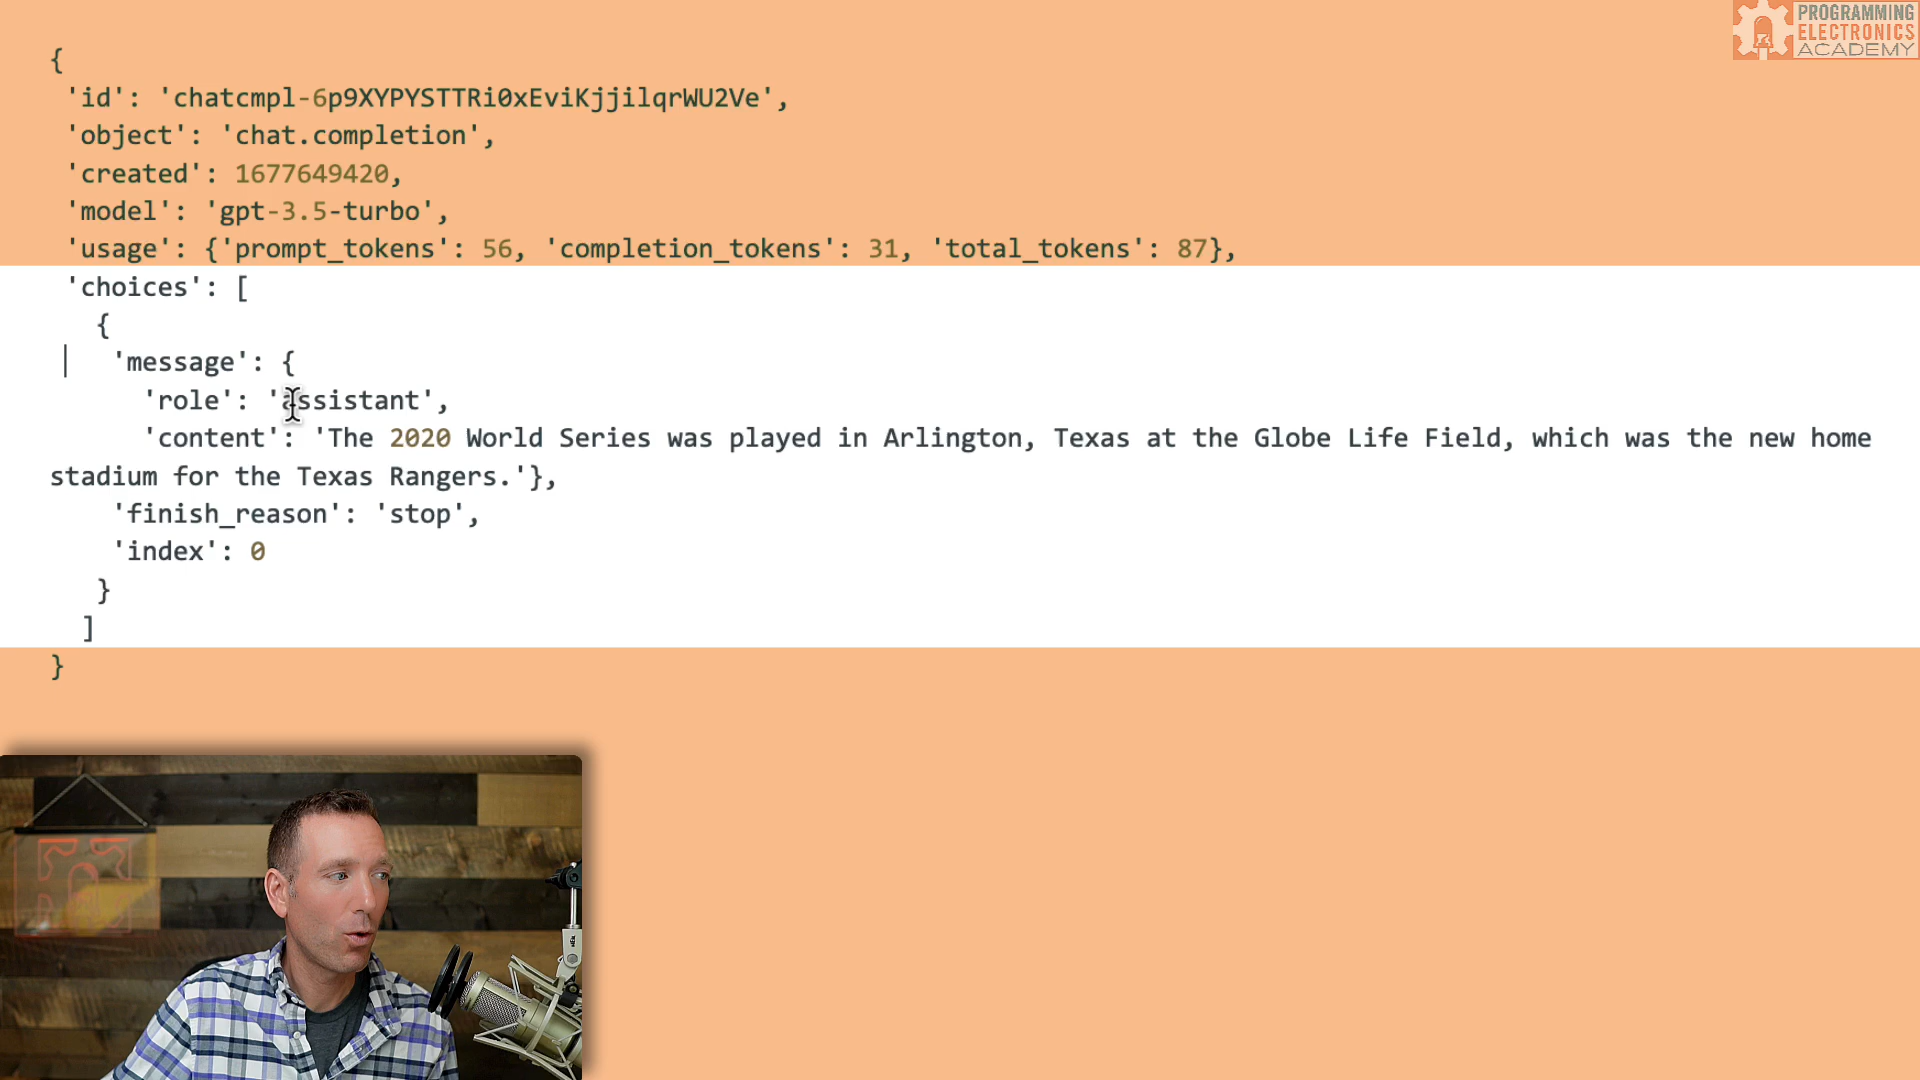 PROGRAMMING
ELECTRONICS
ACADEMY
{
'id': 'chatcmpl-6p9XYPYSTTRi0xEviKjjilqrWU2Ve',
'object': 'chat.completion',
'created': 1677649420,
'model': 'gpt-3.5-turbo',
'usage': {'prompt_tokens': 56, 'completion_tokens': 31, 'total_tokens': 87},
'choices': [
{
'message': {
'role': 'assistant',
'content': 'The 2020 World Series was played in Arlington, Texas at the Globe Life Field, which was the new home
stadium for the Texas Rangers.'},
'finish_reason': 'stop',
'index': 0
}
]
}